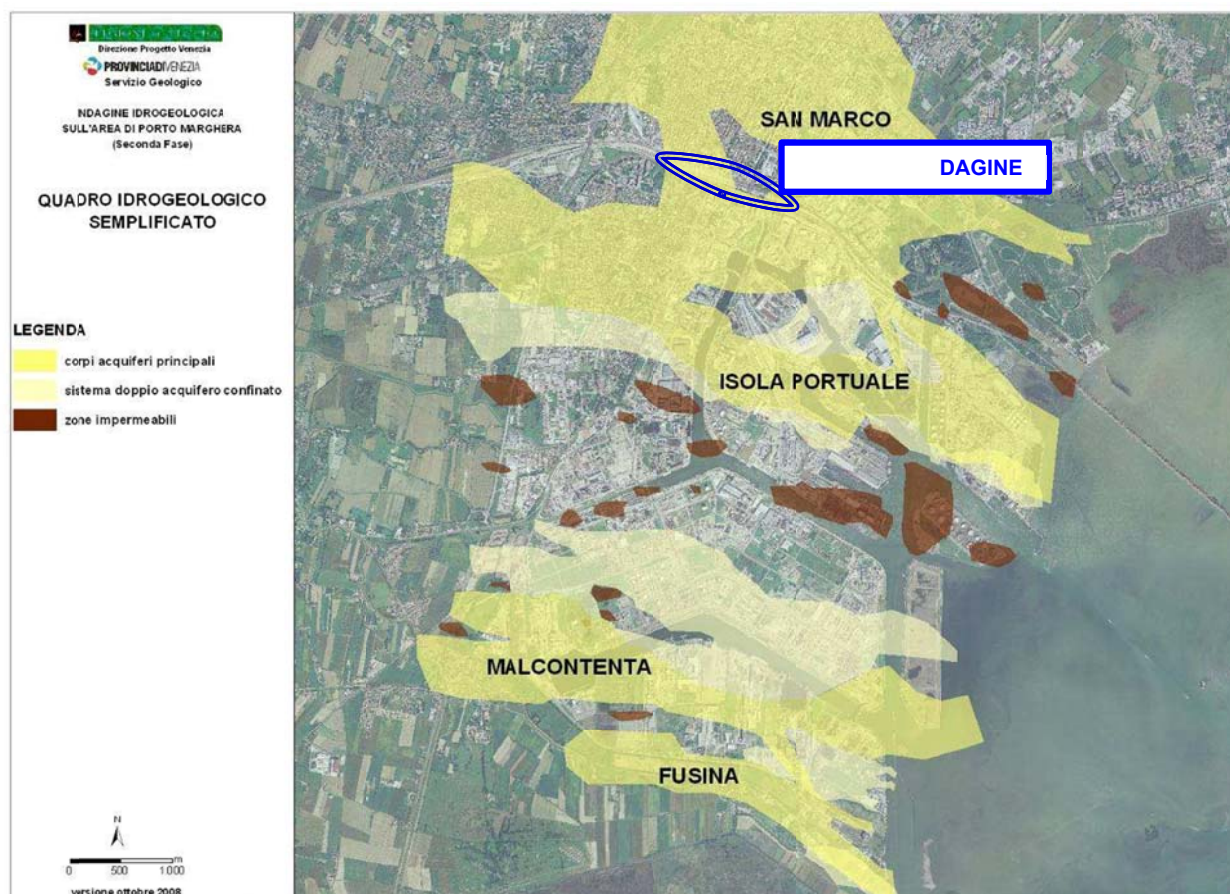 Direzione Progetto Venezia
PROVINCIADIVENEZIA
Servizio Geologico
NDAGINE IDROGEOLOGICA
SULL'AREA DI PORTO MARGHERA
(Seconda Fase)
QUADRO IDROGEOLOGICO
SEMPLIFICATO
LEGENDA
corpi acquiferi principali
sistema doppio acquifero confinato
zone impermeabili
N
m
0 500 1000
versione ottobre 2008
SAN MARCO
DAGINE
ISOLA PORTUALE
MALCONTENTA
FUSINA